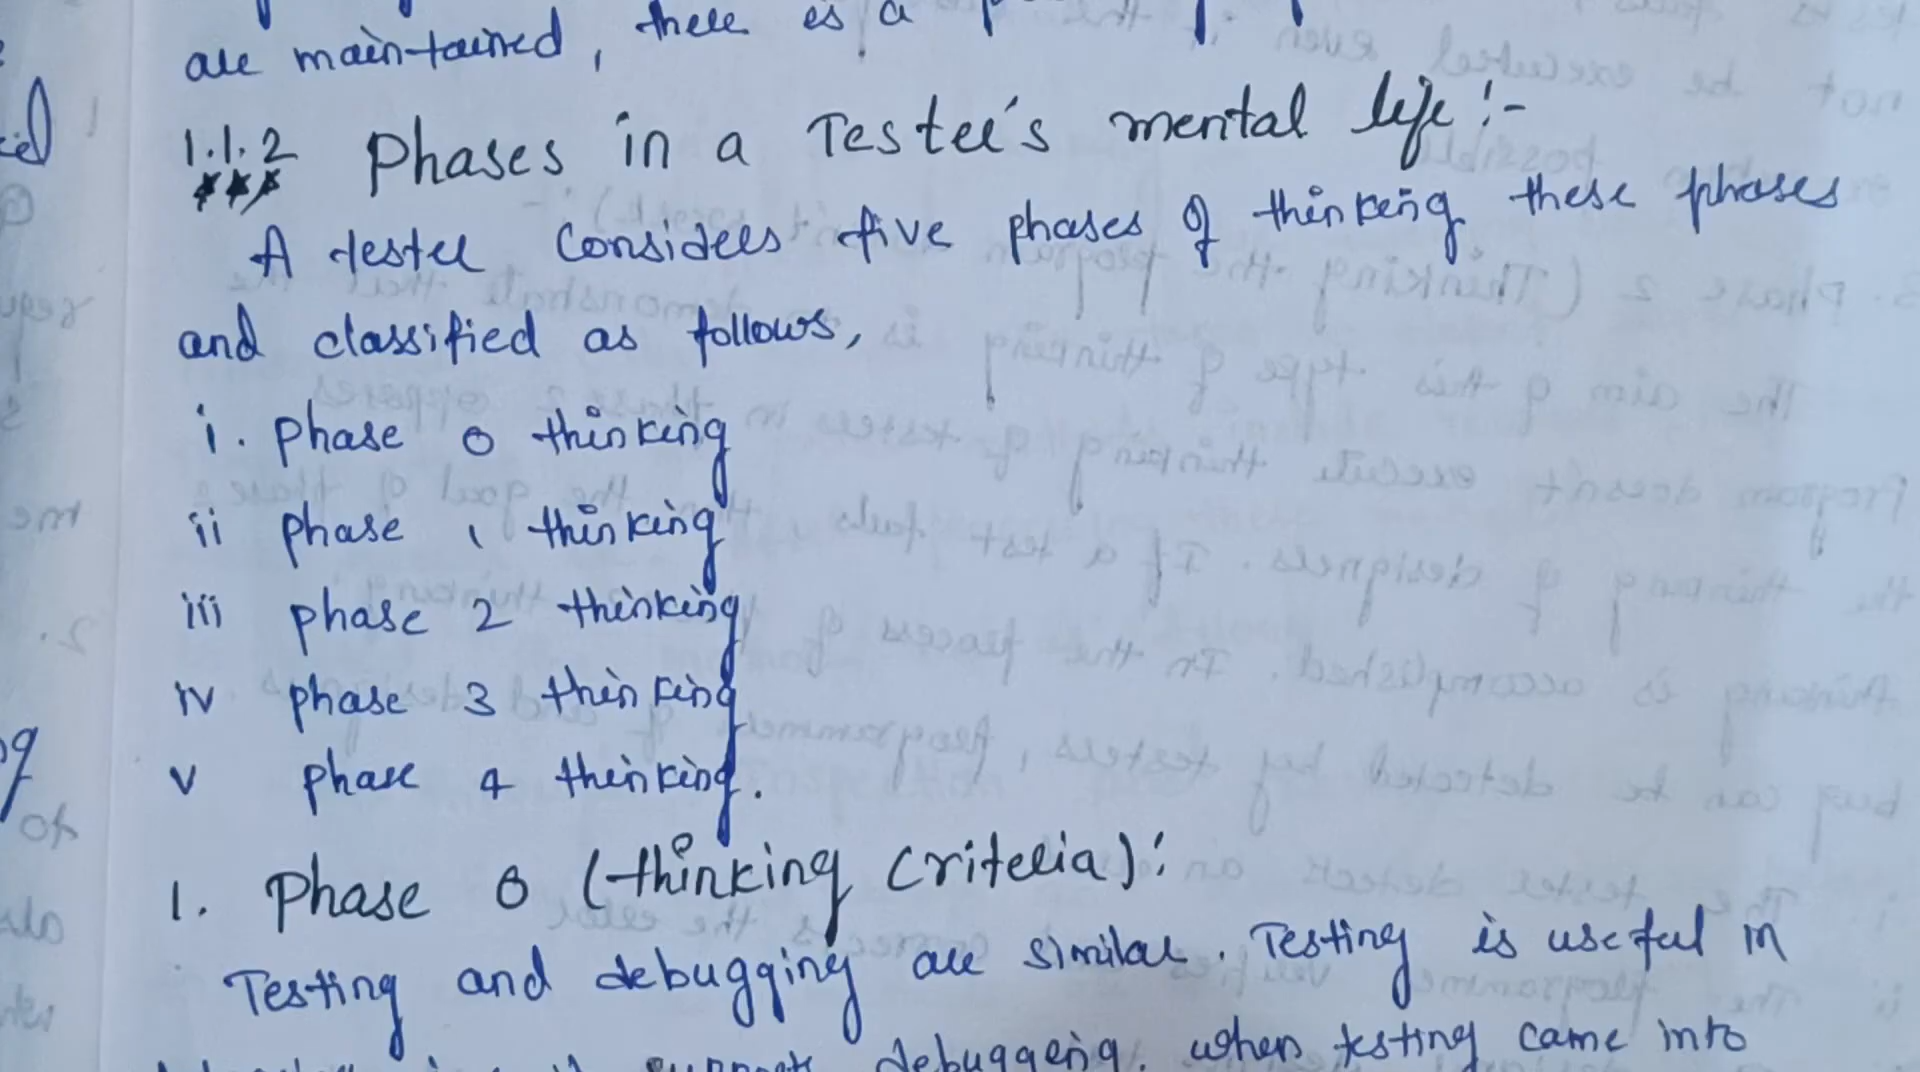 are maintained, there is a
1.1.2 Phases in a Tester's mental life:-
A tester considers five phases of thinking these phases
and classified as follows,
i. phase 0 thinking
ii phase 1 thinking
iii phase 2 thinking
iv phase 3 thinking
v phase 4 thinking.
1. Phase 0 (thinking criteria):
Testing and debugging are similar. Testing is useful in
debugging. when testing came into